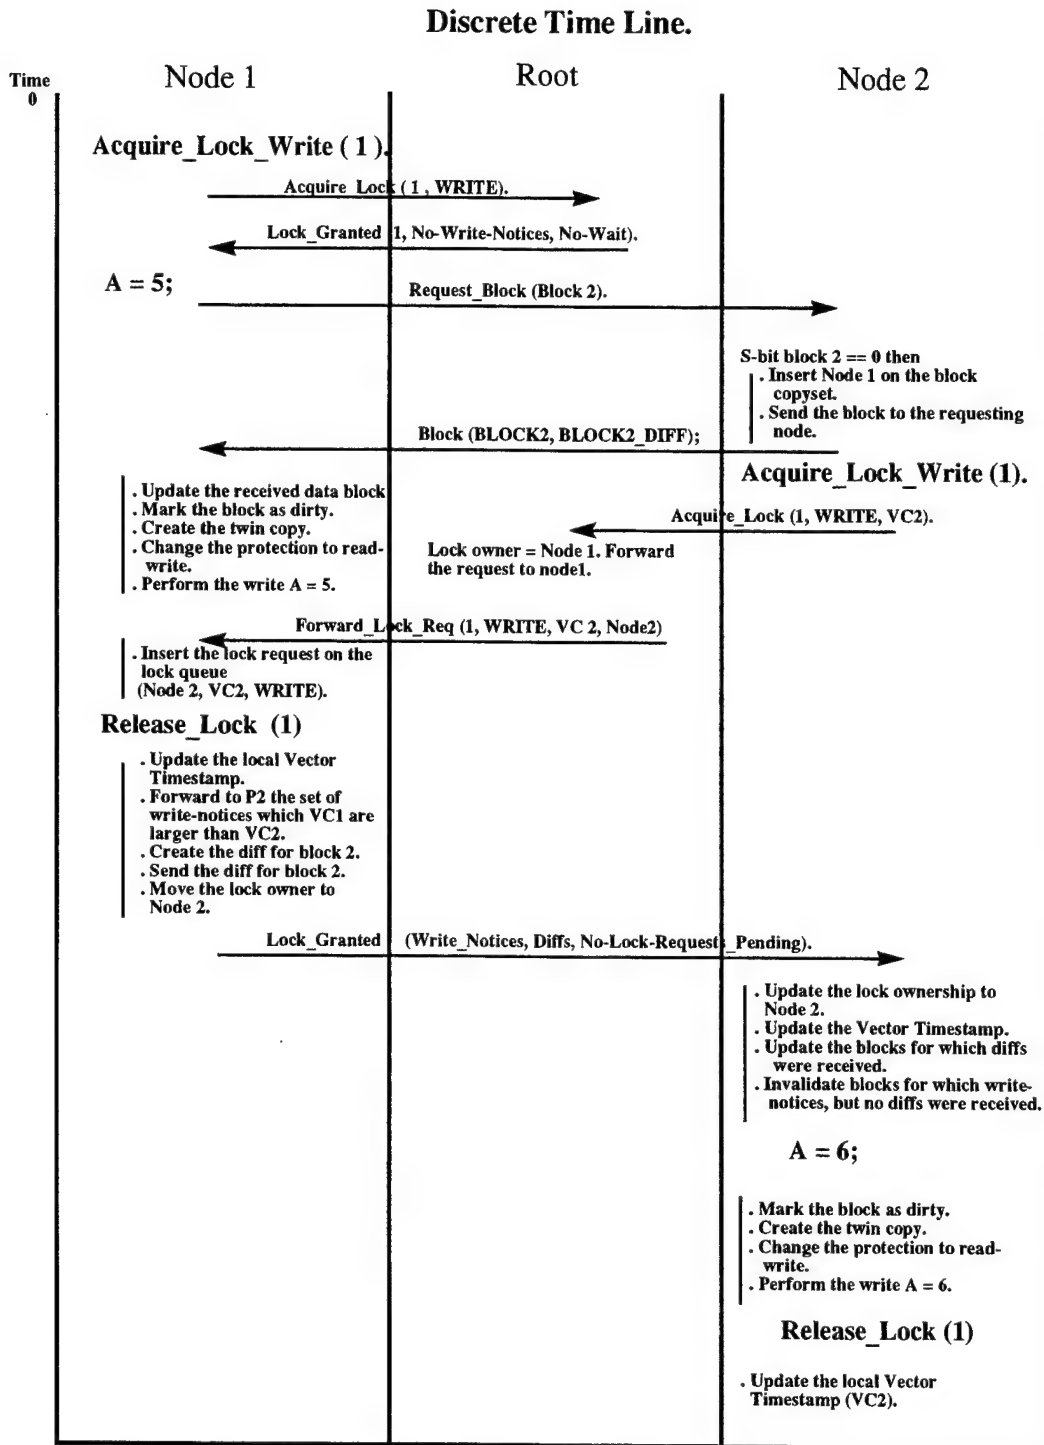 Discrete Time Line.
Time
0
Node 1
Root
Node 2
Acquire_Lock_Write ( 1 ).
Acquire_Lock ( 1 , WRITE).
Lock_Granted (1, No-Write-Notices, No-Wait).
A = 5;
Request_Block (Block 2).
S-bit block 2 == 0 then
. Insert Node 1 on the block
copyset.
. Send the block to the requesting
node.
Block (BLOCK2, BLOCK2_DIFF);
Acquire_Lock_Write (1).
. Update the received data block
. Mark the block as dirty.
. Create the twin copy.
. Change the protection to read-
write.
. Perform the write A = 5.
Acquire_Lock (1, WRITE, VC2).
Lock owner = Node 1. Forward
the request to node1.
Forward_Lock_Req (1, WRITE, VC 2, Node2)
. Insert the lock request on the
lock queue
(Node 2, VC2, WRITE).
Release_Lock (1)
. Update the local Vector
Timestamp.
. Forward to P2 the set of
write-notices which VC1 are
larger than VC2.
. Create the diff for block 2.
. Send the diff for block 2.
. Move the lock owner to
Node 2.
Lock_Granted (Write_Notices, Diffs, No-Lock-Requests_Pending).
. Update the lock ownership to
Node 2.
. Update the Vector Timestamp.
. Update the blocks for which diffs
were received.
. Invalidate blocks for which write-
notices, but no diffs were received.
A = 6;
. Mark the block as dirty.
. Create the twin copy.
. Change the protection to read-
write.
. Perform the write A = 6.
Release_Lock (1)
. Update the local Vector
Timestamp (VC2).